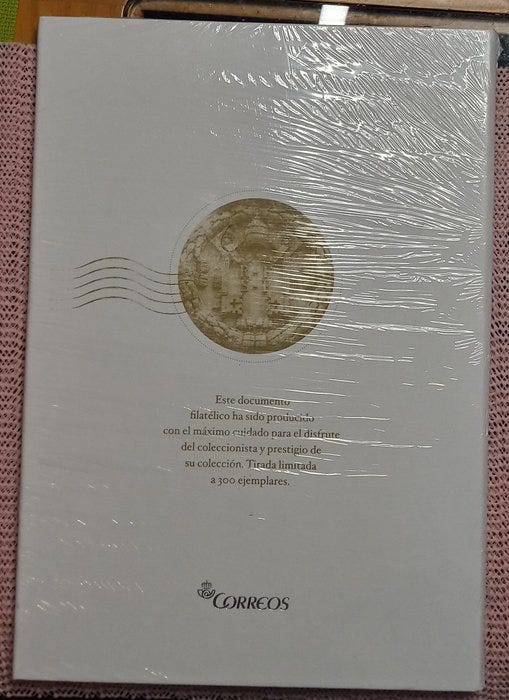 Este documento
filatélico ha sido producido
con el máximo cuidado para el disfrute
del coleccionista y prestigio de
su colección. Tirada limitada
a 300 ejemplares.
CORREOS